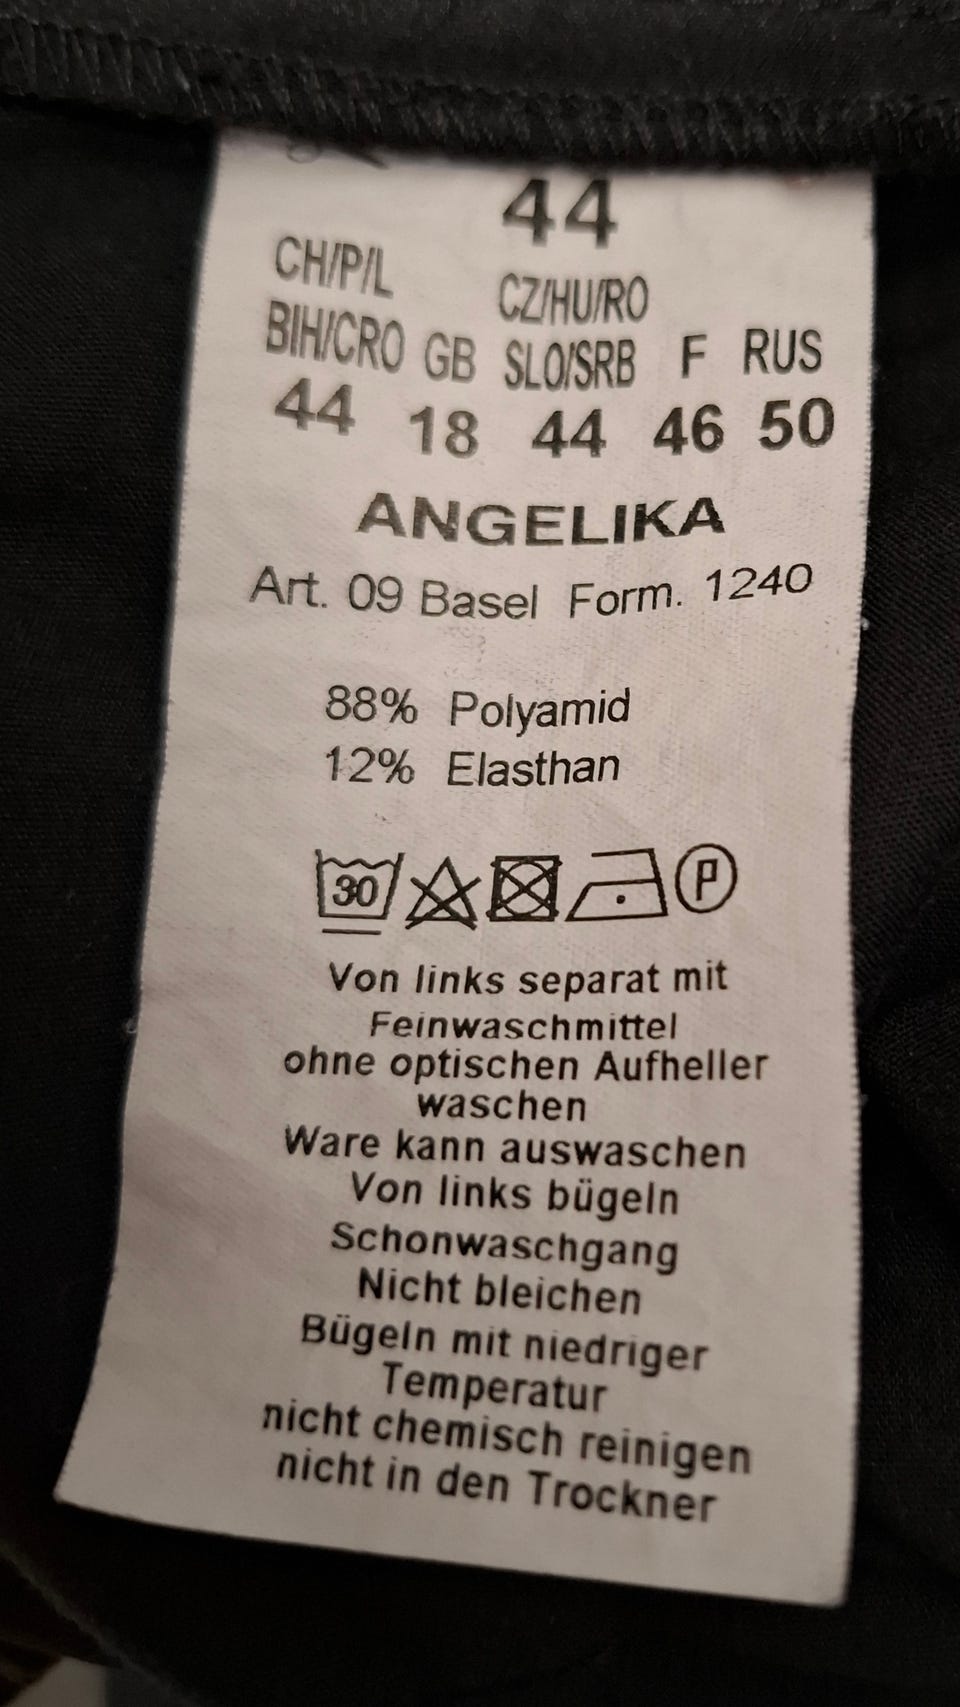 44
CH/P/L CZ/HU/RO
BIH/CRO GB SLO/SRB F RUS
44 18 44 46 50
ANGELIKA
Art. 09 Basel Form. 1240
88% Polyamid
12% Elasthan
30 P
Von links separat mit
Feinwaschmittel
ohne optischen Aufheller
waschen
Ware kann auswaschen
Von links bügeln
Schonwaschgang
Nicht bleichen
Bügeln mit niedriger
Temperatur
nicht chemisch reinigen
nicht in den Trockner